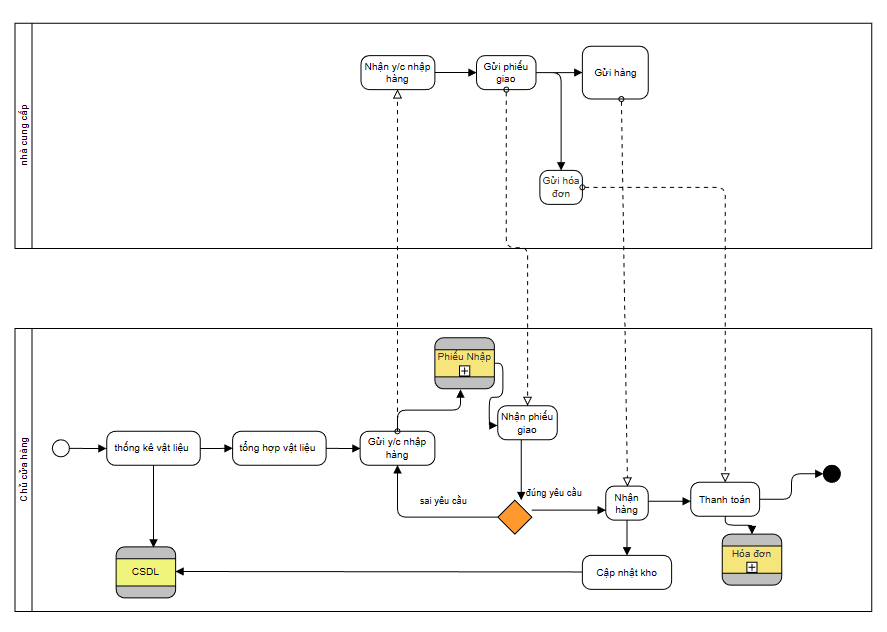 nhà cung cấp
Nhận y/c nhập
hàng
Gửi phiếu
giao
Gửi hàng
Gửi hóa
đơn
Chủ cửa hàng
Phiếu Nhập
thống kê vật liệu
tổng hợp vật liệu
Gửi y/c nhập
hàng
Nhận phiếu
giao
sai yêu cầu
đúng yêu cầu
Nhận
hàng
Thanh toán
CSDL
Cập nhật kho
Hóa đơn